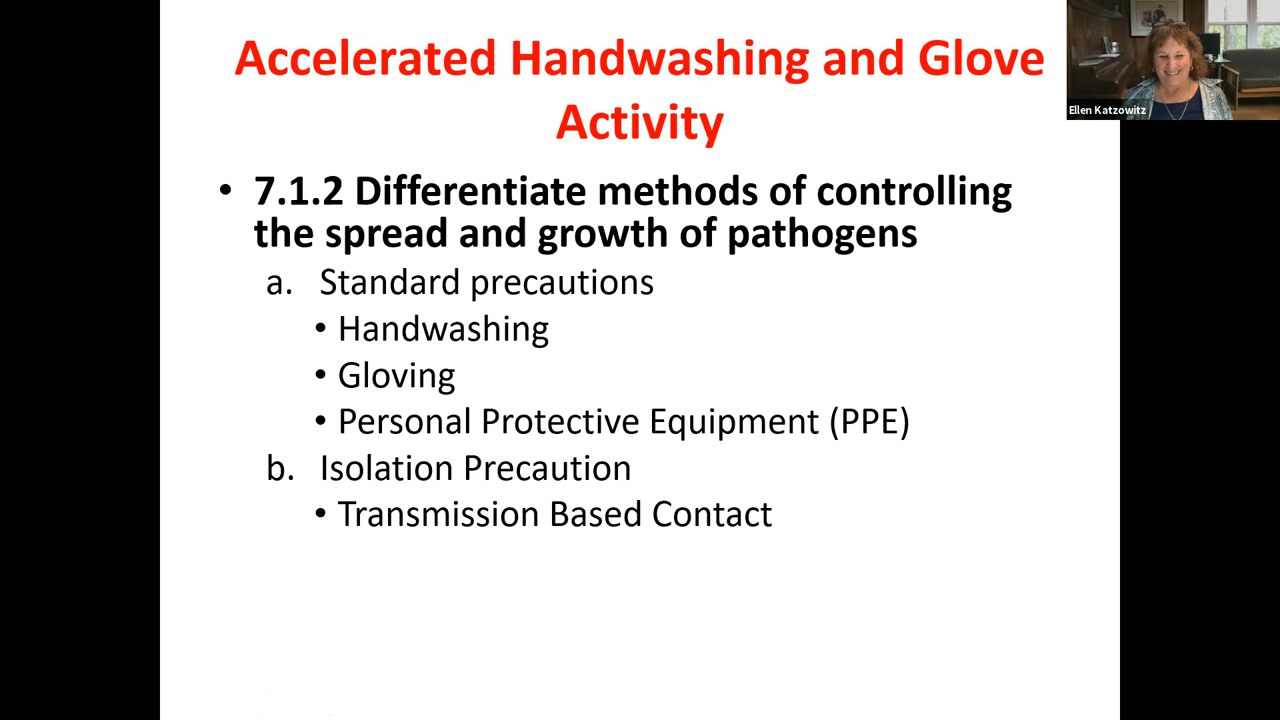 Accelerated Handwashing and Glove
Activity
Ellen Katzowitz
• 7.1.2 Differentiate methods of controlling
the spread and growth of pathogens
a. Standard precautions
• Handwashing
• Gloving
• Personal Protective Equipment (PPE)
b. Isolation Precaution
• Transmission Based Contact